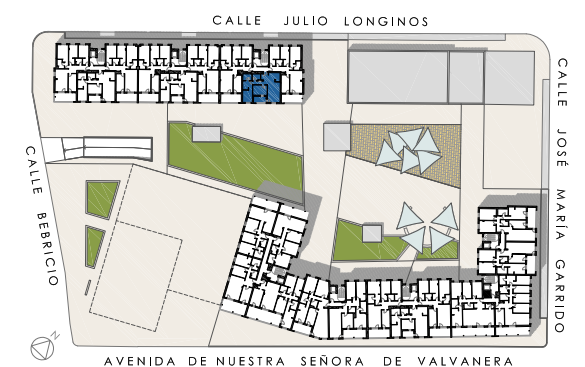 CALLE JULIO LONGINOS
CALLE JOSÉ MARÍA GARRIDO
CALLE BEBRICIO
N
AVENIDA DE NUESTRA SEÑORA DE VALVANERA